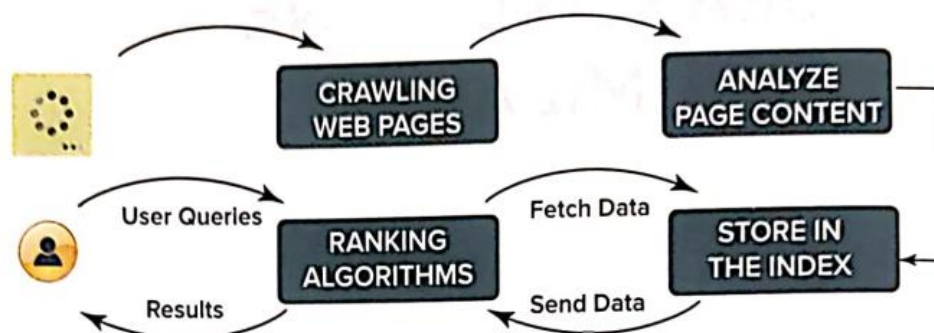 CRAWLING
WEB PAGES
ANALYZE
PAGE CONTENT
User Queries
RANKING
ALGORITHMS
Fetch Data
STORE IN
THE INDEX
Results
Send Data